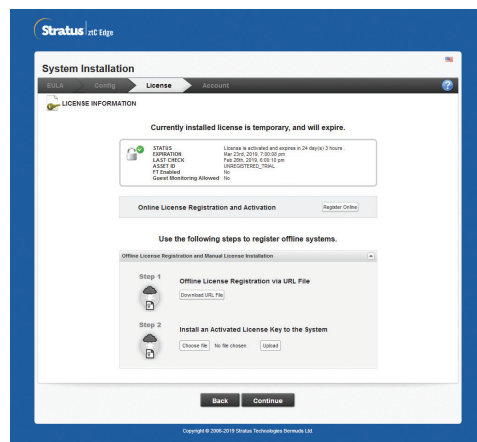 Stratus ztC Edge
System Installation
EULA Config License Account
LICENSE INFORMATION
Currently installed license is temporary, and will expire.
STATUS License is activated and expires in 24 day(s) 3 hours .
EXPIRATION Mar 23rd, 2019, 7:00:00 pm
LAST CHECK Feb 26th, 2019, 6:00:10 pm
ASSET ID UNREGISTERED_TRIAL
FT Enabled No
Guest Monitoring Allowed No
Online License Registration and Activation Register Online
Use the following steps to register offline systems.
Offline License Registration and Manual License Installation
Step 1
Offline License Registration via URL File
Download URL File
Step 2
Install an Activated License Key to the System
Choose file No file chosen Upload
Back Continue
Copyright © 2006-2019 Stratus Technologies Bermuda Ltd.